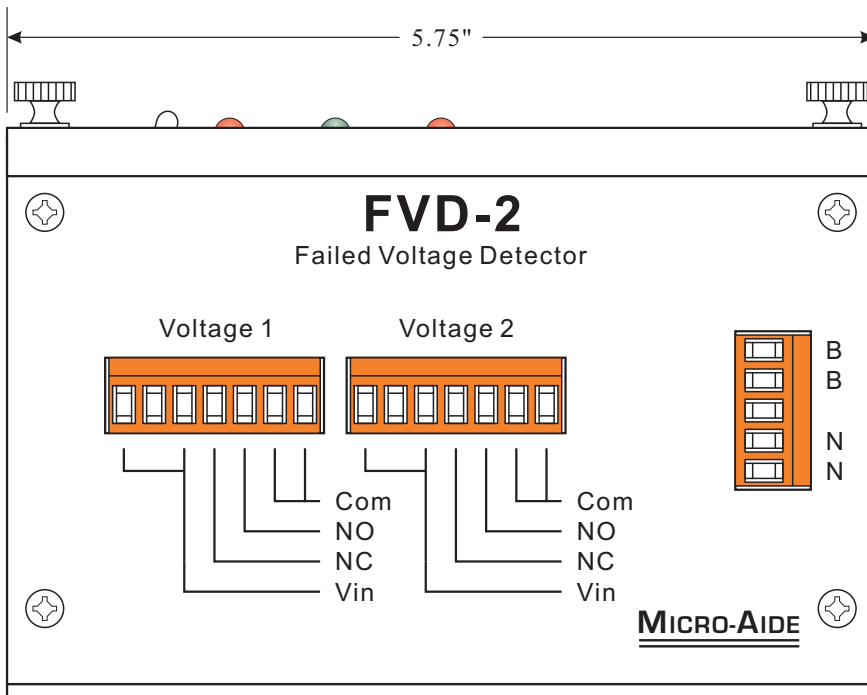 5.75"
FVD-2
Failed Voltage Detector
Voltage 1
Voltage 2
B
B
N
N
Com
NO
NC
Vin
Com
NO
NC
Vin
MICRO-AIDE